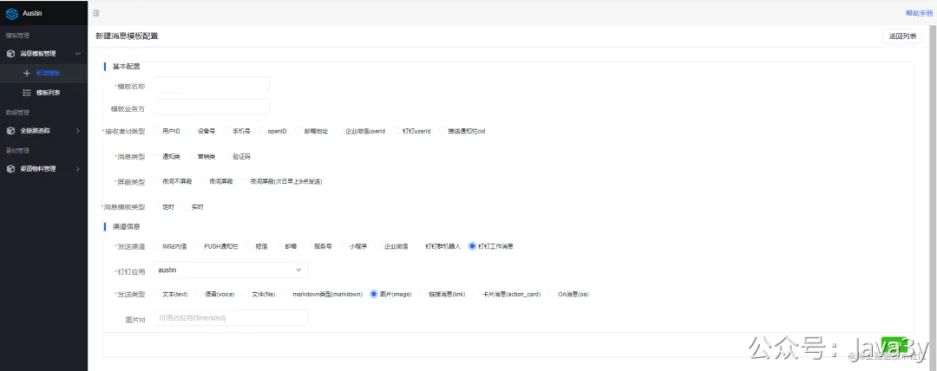 Austin
帮助手册
模板管理
消息模板管理
新建模板
模板列表
数据管理
全链路追踪
素材管理
渠道物料管理
新建消息模板配置
返回列表
基本配置
*模板名称
模板业务方
*接收者id类型 用户ID 设备号 手机号 openID 邮箱地址 企业微信userId 钉钉userId 推送通知栏cid
*消息类型 通知类 营销类 验证码
*屏蔽类型 夜间不屏蔽 夜间屏蔽 夜间屏蔽(次日早上9点发送)
*消息模板类型 定时 实时
渠道信息
*发送渠道 IM站内信 PUSH通知栏 短信 邮箱 服务号 小程序 企业微信 钉钉群机器人 钉钉工作消息
*钉钉应用 austin
*发送类型 文本(text) 语音(voice) 文件(file) markdown类型(markdown) 图片(image) 链接消息(link) 卡片消息(action_card) OA消息(oa)
图片Id 可用占位符{$mediaId}
公众号：Java3y